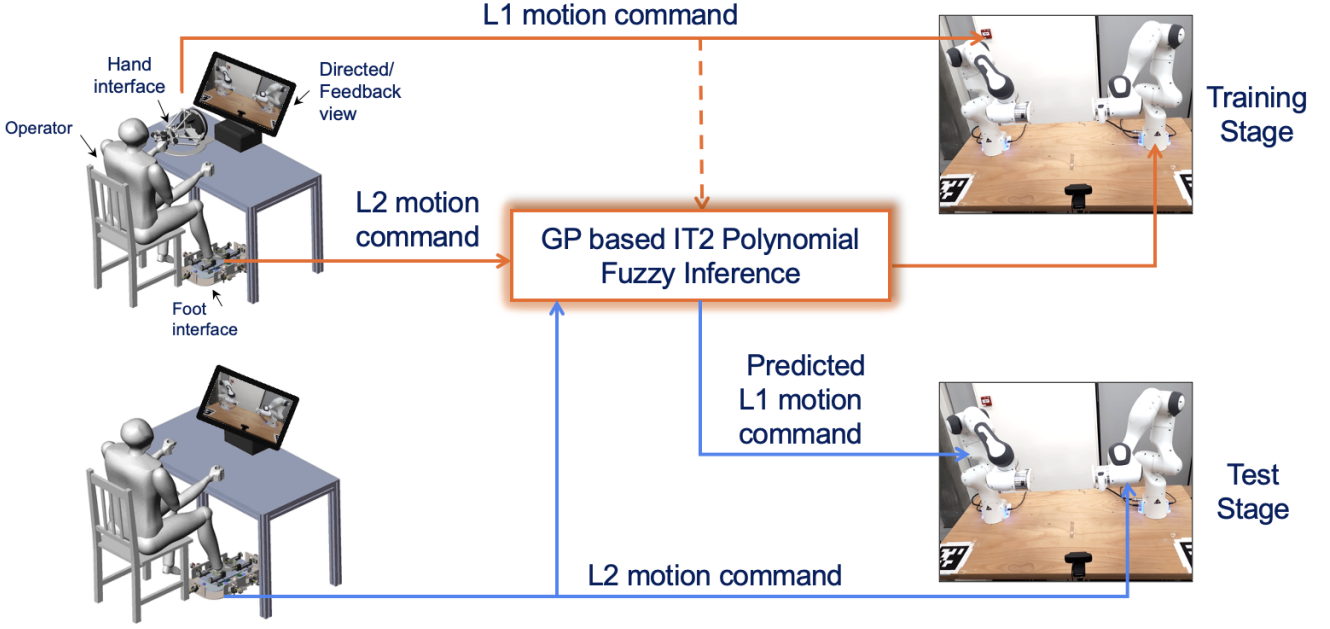 L1 motion command
Hand
interface
Directed/
Feedback
view
Operator
Training
Stage
L2 motion
command
GP based IT2 Polynomial
Fuzzy Inference
Foot
interface
Predicted
L1 motion
command
Test
Stage
L2 motion command